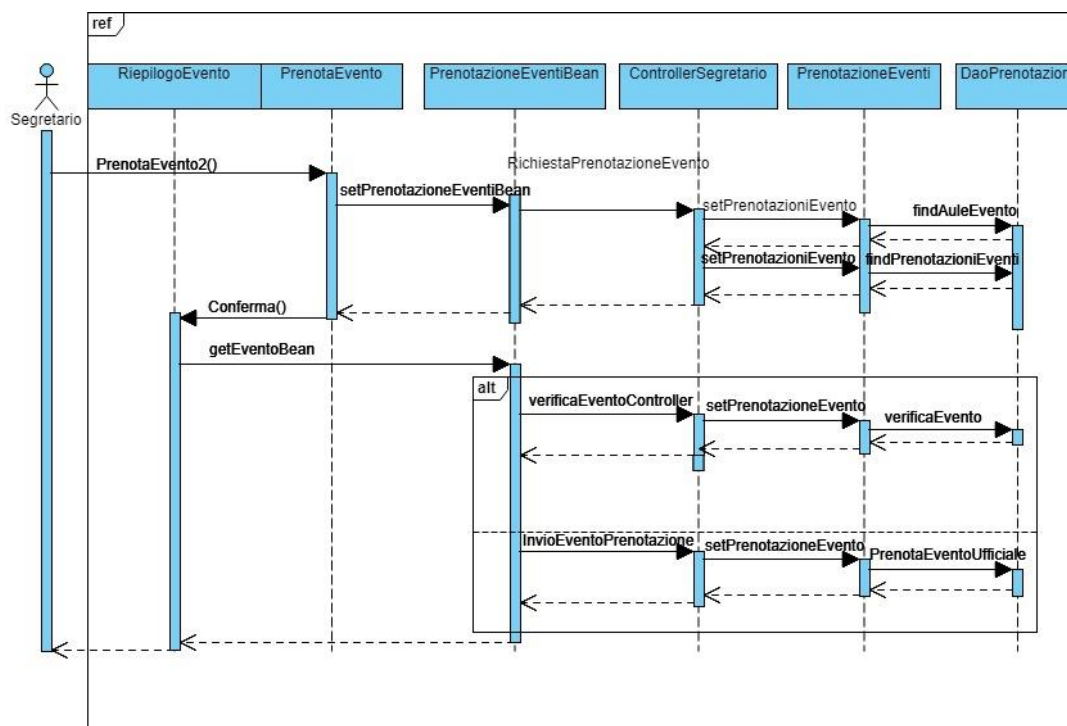 ref
RiepilogoEvento
PrenotaEvento
PrenotazioneEventiBean
ControllerSegretario
PrenotazioneEventi
DaoPrenotazion
Segretario
PrenotaEvento2()
RichiestaPrenotazioneEvento
setPrenotazioneEventiBean
setPrenotazioniEvento
findAuleEvento
setPrenotazioniEvento
findPrenotazioniEventi
Conferma()
getEventoBean
alt
verificaEventoController
setPrenotazioneEvento
verificaEvento
InvioEventoPrenotazione
setPrenotazioneEvento
PrenotaEventoUfficiale